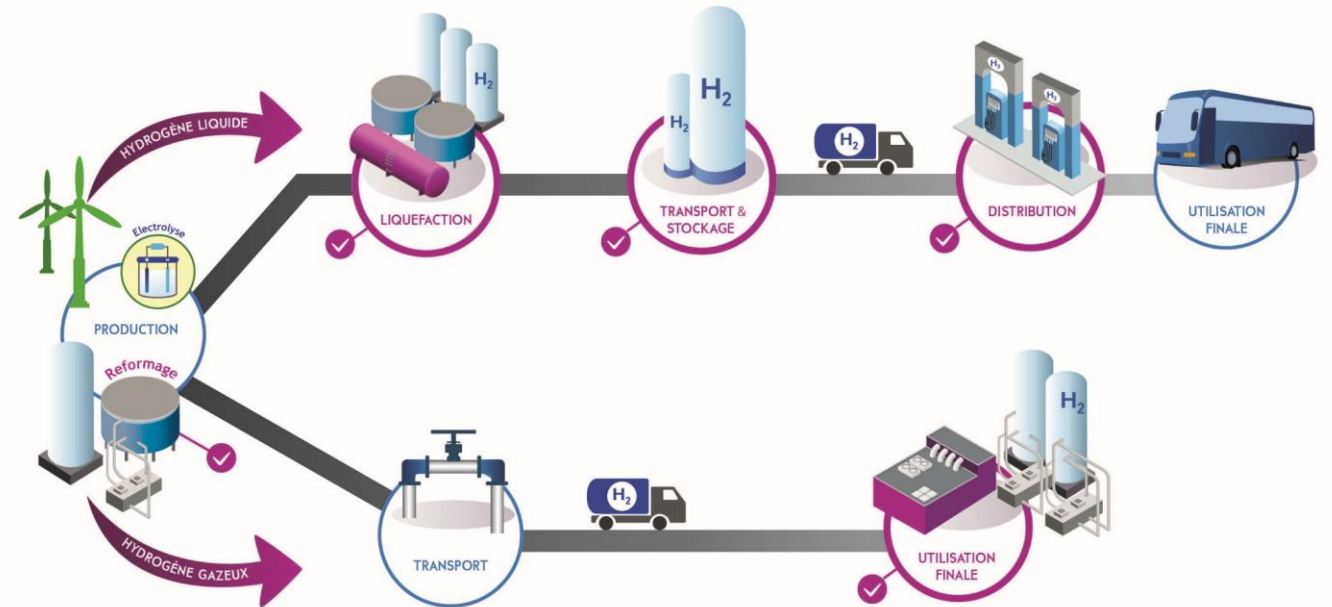 HYDROGÈNE LIQUIDE
H₂
LIQUEFACTION
H₂
H₂
TRANSPORT &
STOCKAGE
H₂
H₂
H₂
DISTRIBUTION
UTILISATION
FINALE
Electrolyse
PRODUCTION
Reformage
HYDROGÈNE GAZEUX
TRANSPORT
H₂
H₂
UTILISATION
FINALE